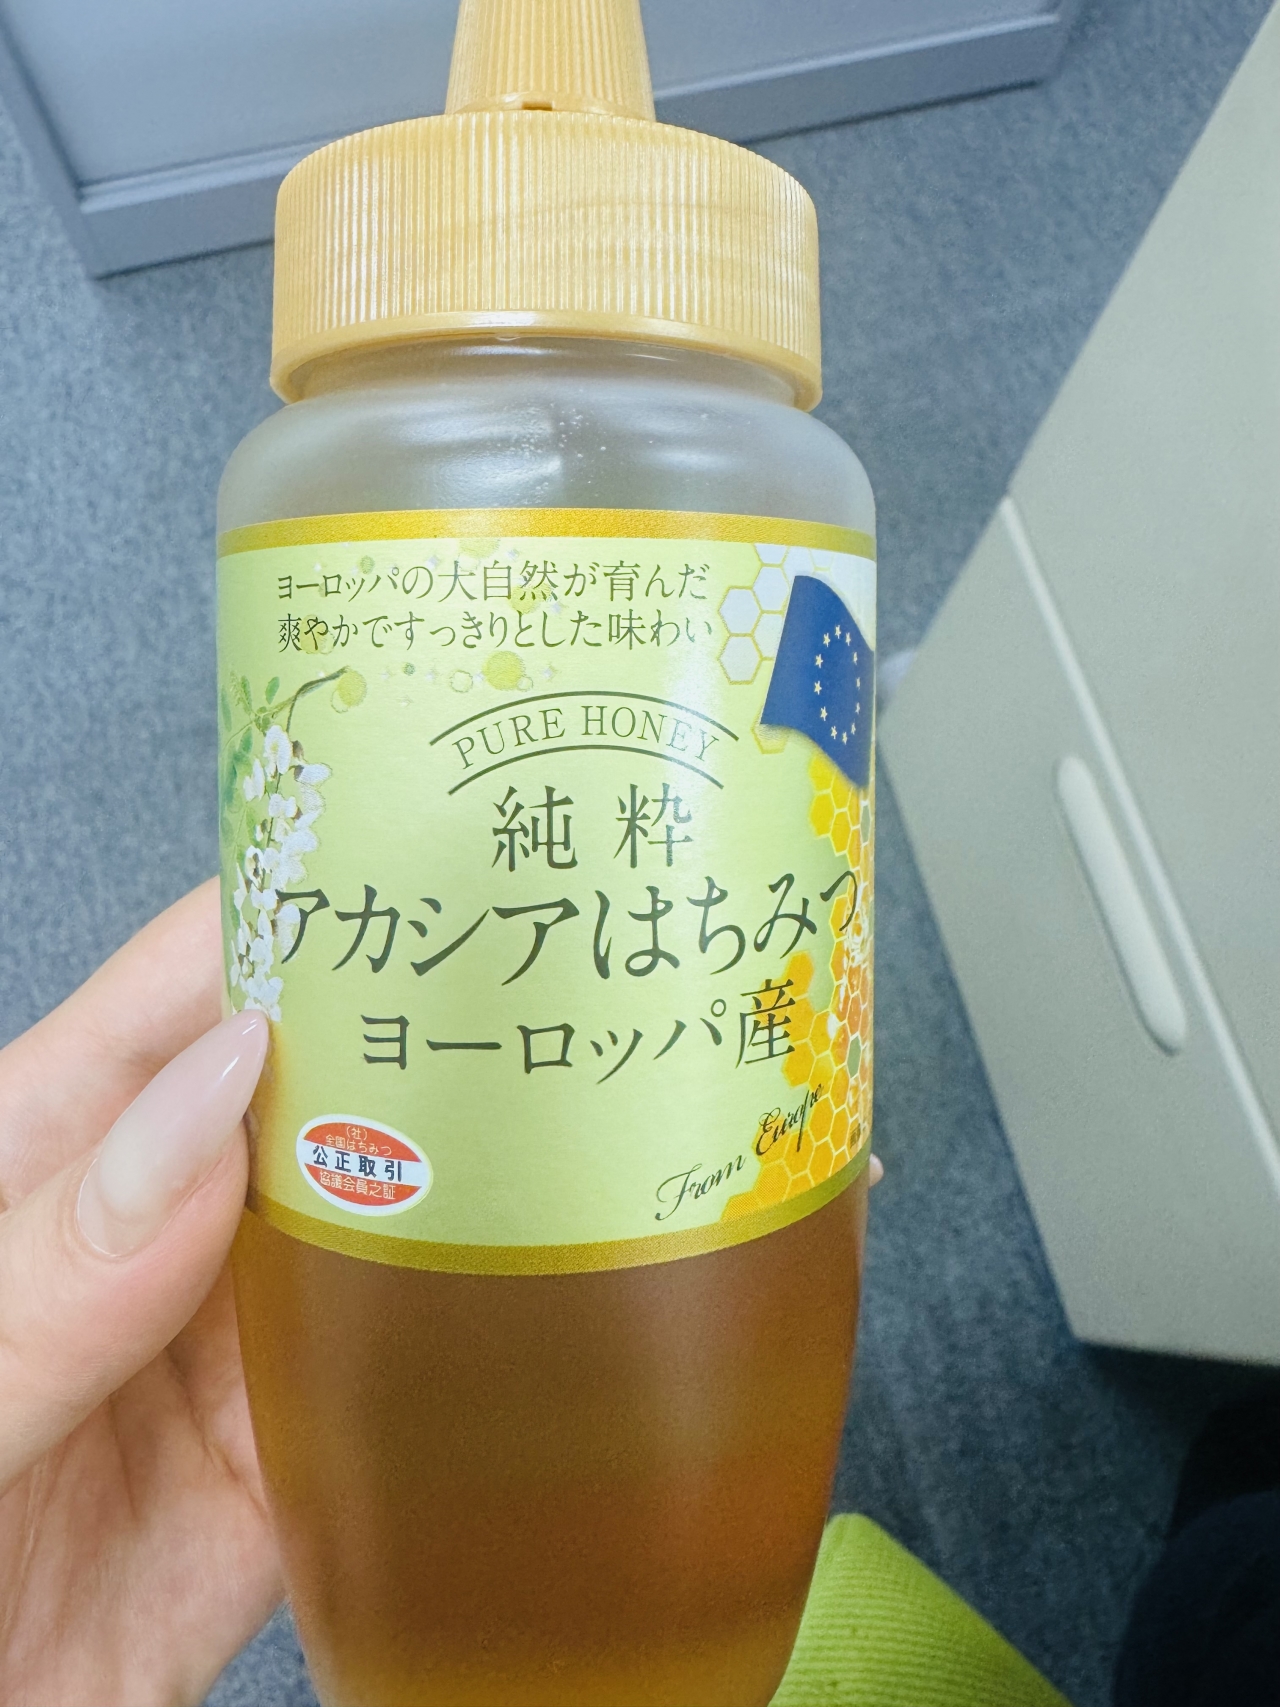 ヨーロッパの大自然が育んだ
爽やかですっきりとした味わい
PURE HONEY
純粋
アカシアはちみつ
ヨーロッパ産
From Europe
(社)
全国はちみつ
公正取引
協議会員之証